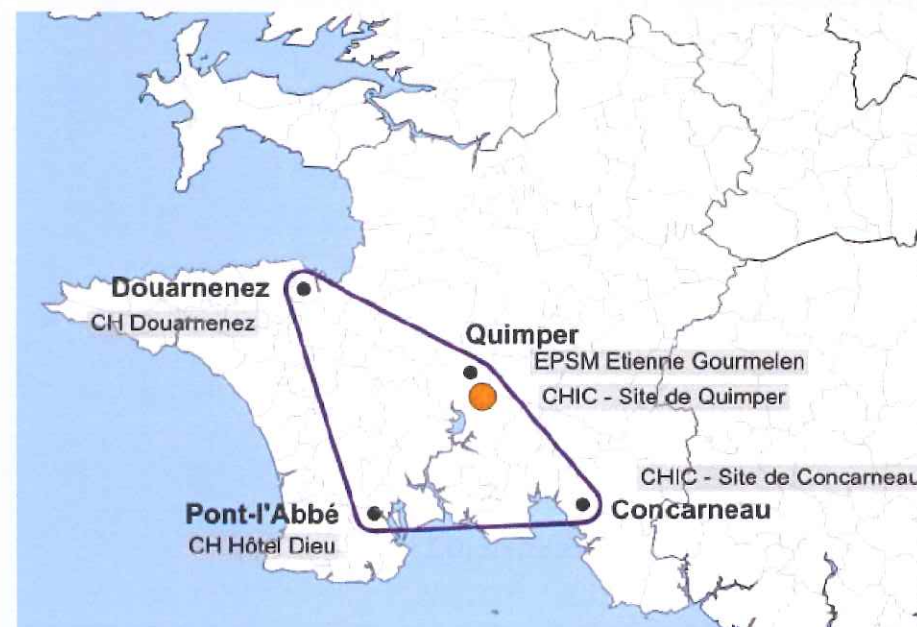 Douarnenez
CH Douarnenez
Quimper
EPSM Etienne Gourmelen
CHIC - Site de Quimper
CHIC - Site de Concarneau
Concarneau
Pont-l'Abbé
CH Hôtel Dieu